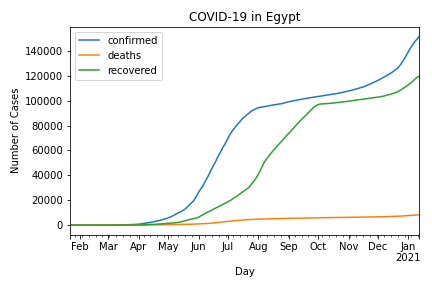 COVID-19 in Egypt
confirmed
deaths
recovered
Number of Cases
140000
120000
100000
80000
60000
40000
20000
0
Feb Mar Apr May Jun Jul Aug Sep Oct Nov Dec Jan
2021
Day